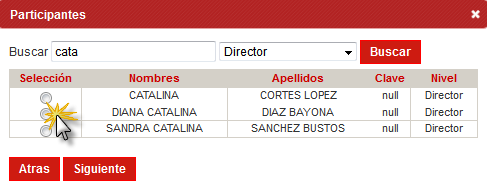 Participantes
Buscar cata Director Buscar
Selección Nombres Apellidos Clave Nivel
CATALINA CORTES LOPEZ null Director
DIANA CATALINA DIAZ BAYONA null Director
SANDRA CATALINA SANCHEZ BUSTOS null Director
Atras Siguiente